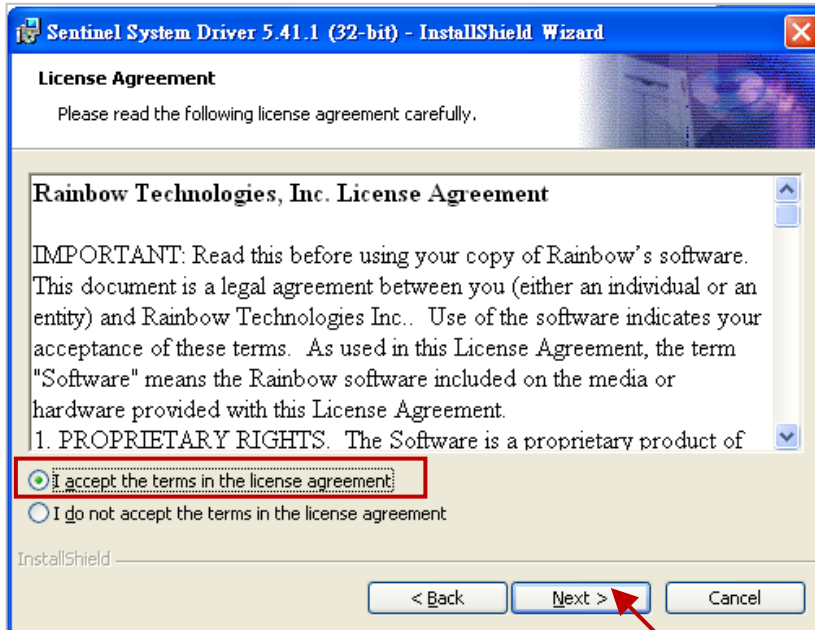 Sentinel System Driver 5.41.1 (32-bit) - InstallShield Wizard
License Agreement
Please read the following license agreement carefully.
Rainbow Technologies, Inc. License Agreement
IMPORTANT: Read this before using your copy of Rainbow's software.
This document is a legal agreement between you (either an individual or an
entity) and Rainbow Technologies Inc..  Use of the software indicates your
acceptance of these terms.  As used in this License Agreement, the term
"Software" means the Rainbow software included on the media or
hardware provided with this License Agreement.
1. PROPRIETARY RIGHTS.  The Software is a proprietary product of
I accept the terms in the license agreement
I do not accept the terms in the license agreement
InstallShield
< Back
Next >
Cancel